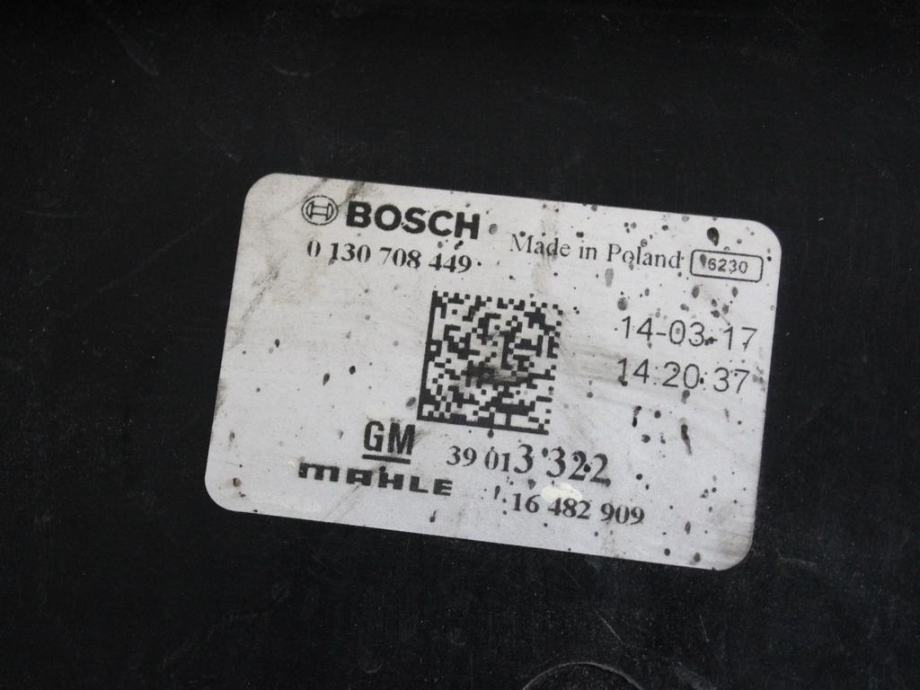 BOSCH
0 130 708 449
Made in Poland 6230
14-03-17
14:20:37
GM 39 013 322
MAHLE 16 482 909